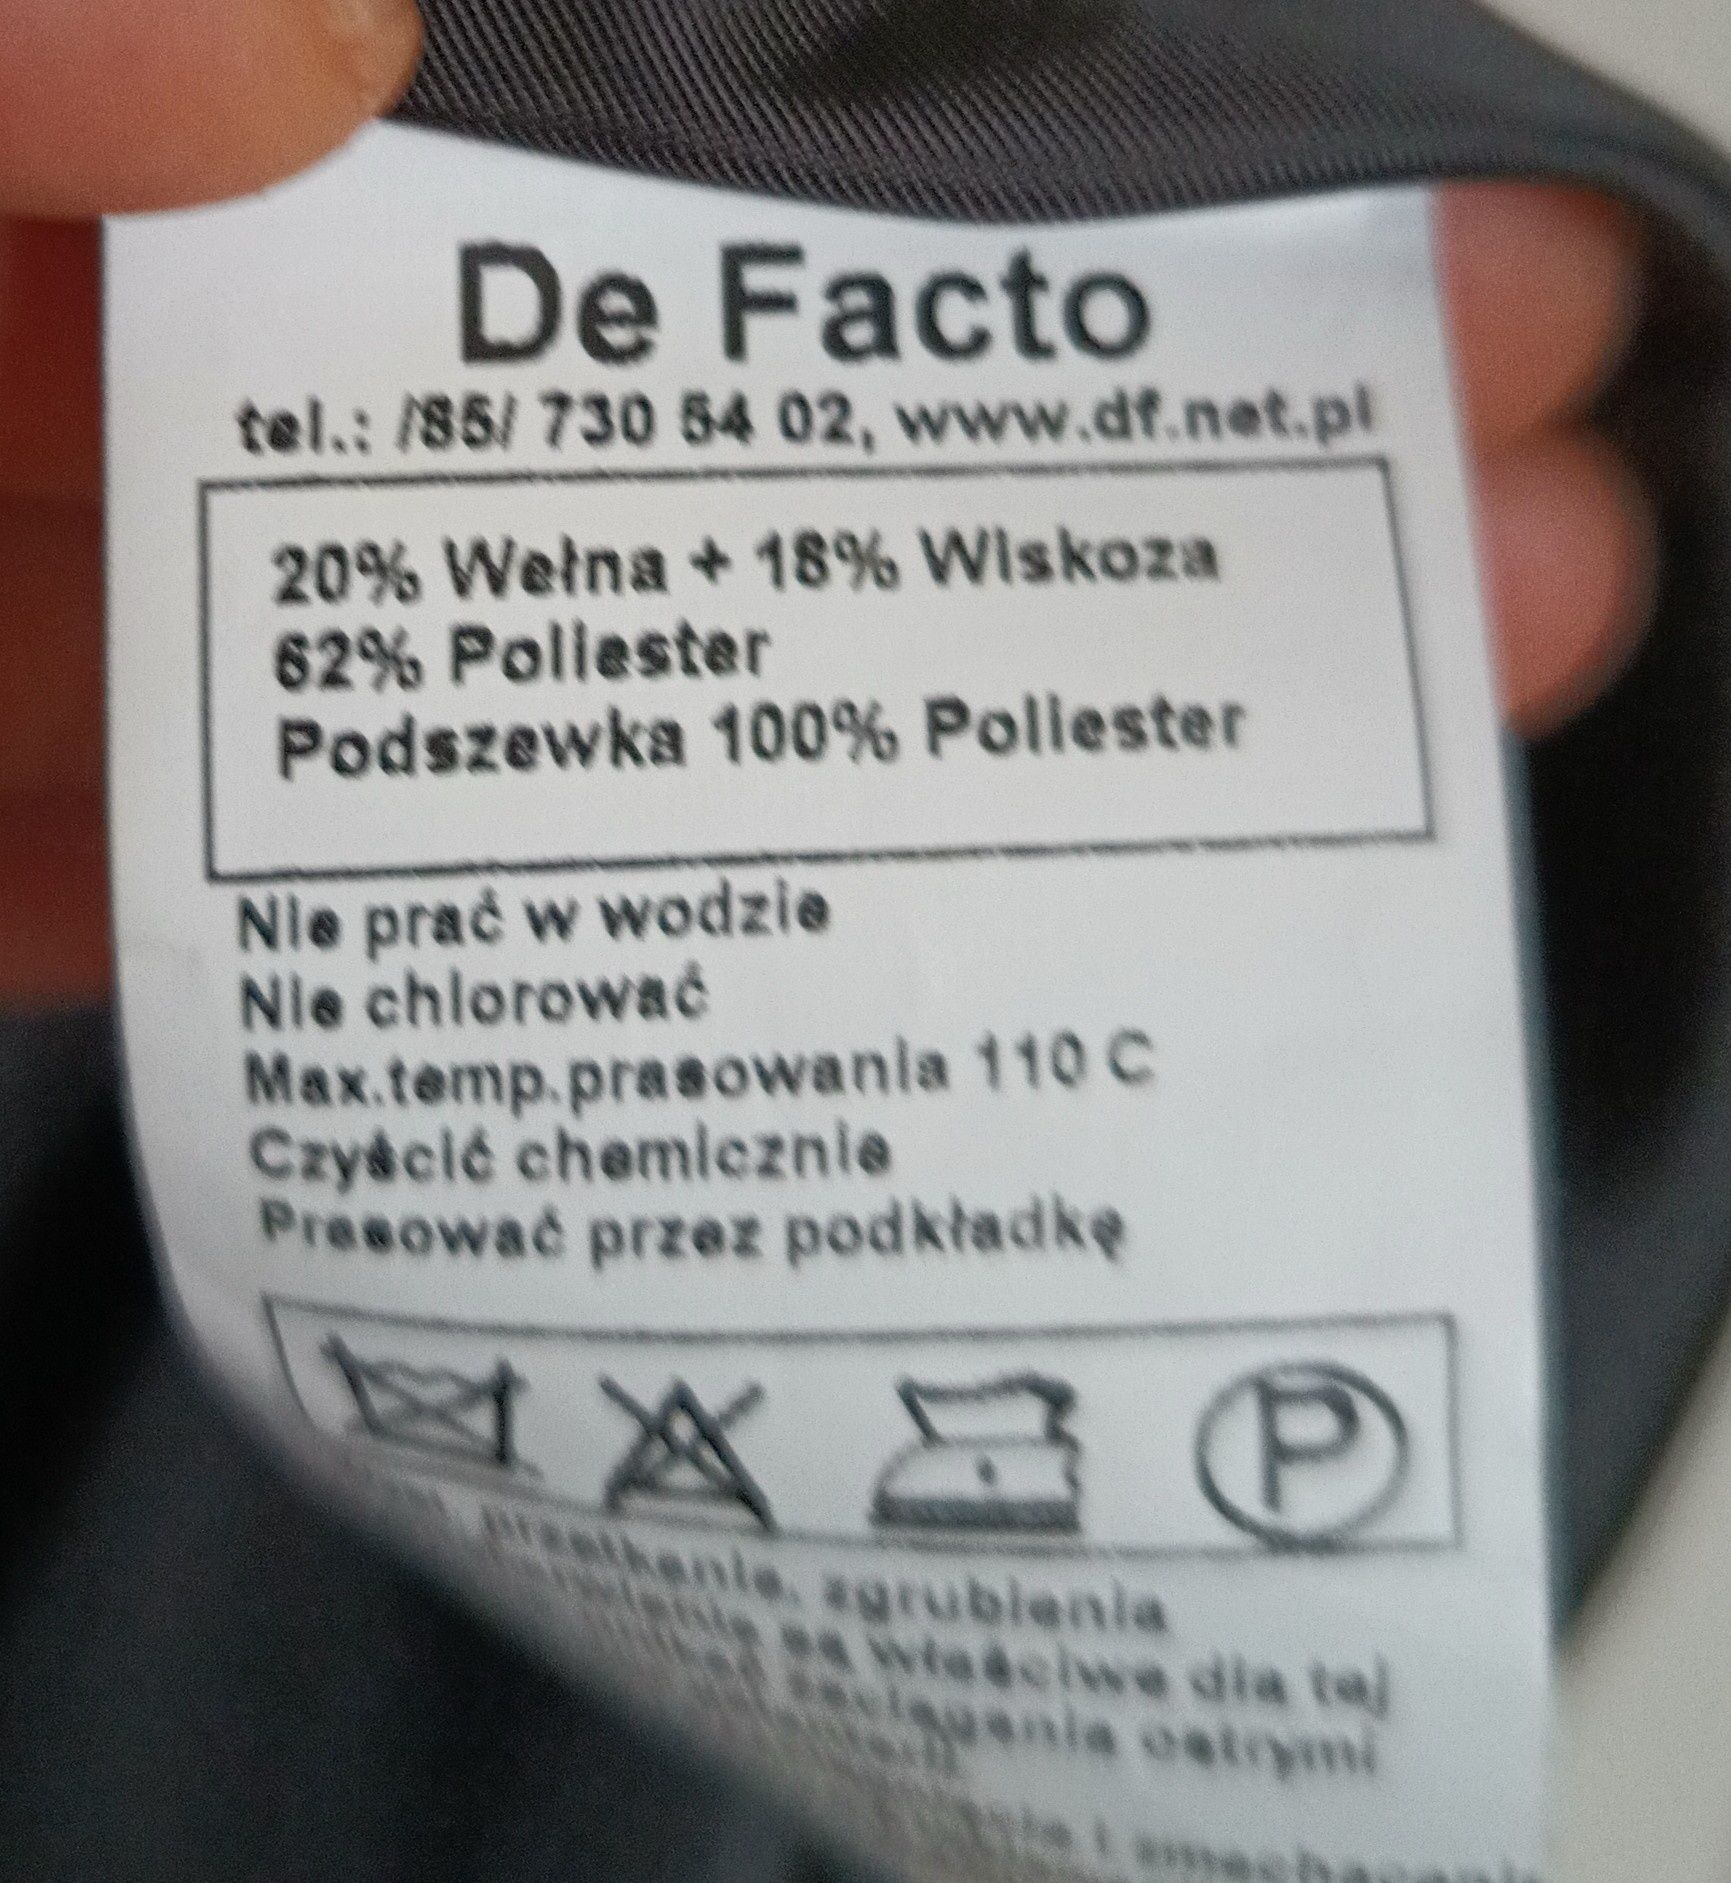 De Facto
tel.: /85/ 730 54 02, www.df.net.pl
20% Wełna + 18% Wiskoza
62% Poliester
Podszewka 100% Poliester
Nie prać w wodzie
Nie chlorować
Max.temp.prasowania 110 C
Czyścić chemicznie
Prasować przez podkładkę
P
zgrubienia
są właściwe dla tej
zaciągania ostrymi
i